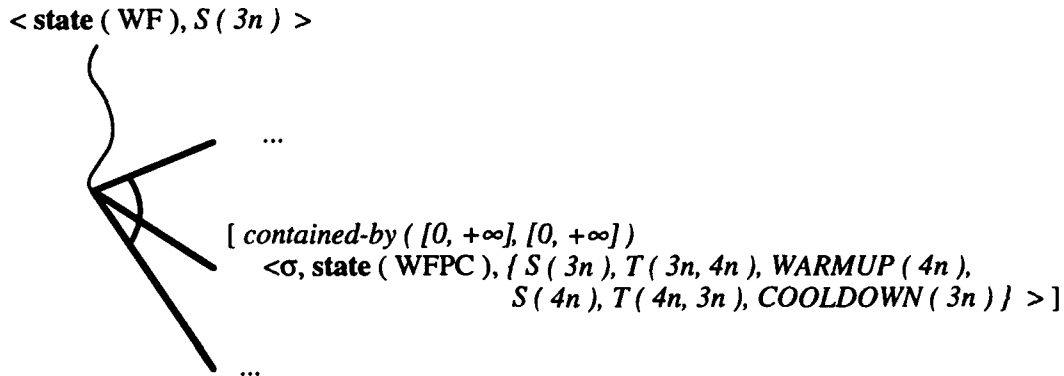 < state ( WF ), S ( 3n ) >
...
[ contained-by ( [0, +∞], [0, +∞] )
<σ, state ( WFPC ), { S ( 3n ), T ( 3n, 4n ), WARMUP ( 4n ),
S ( 4n ), T ( 4n, 3n ), COOLDOWN ( 3n ) } > ]
...